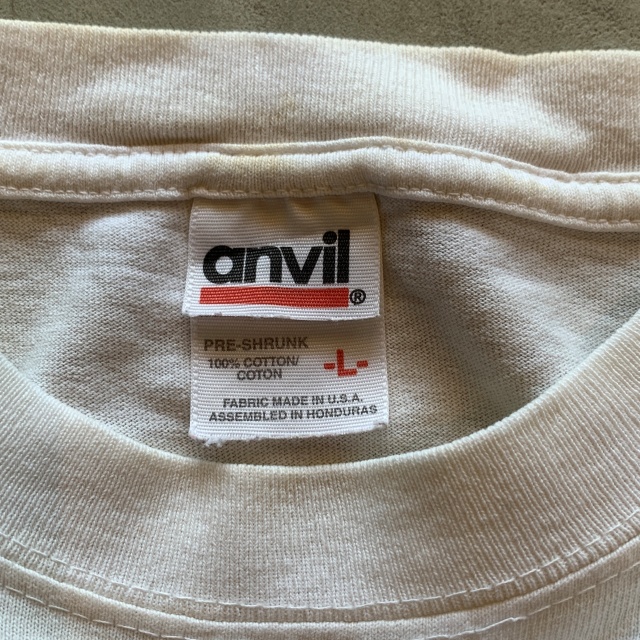 anvil®
PRE-SHRUNK
100% COTTON/
COTON
-L-
FABRIC MADE IN U.S.A.
ASSEMBLED IN HONDURAS